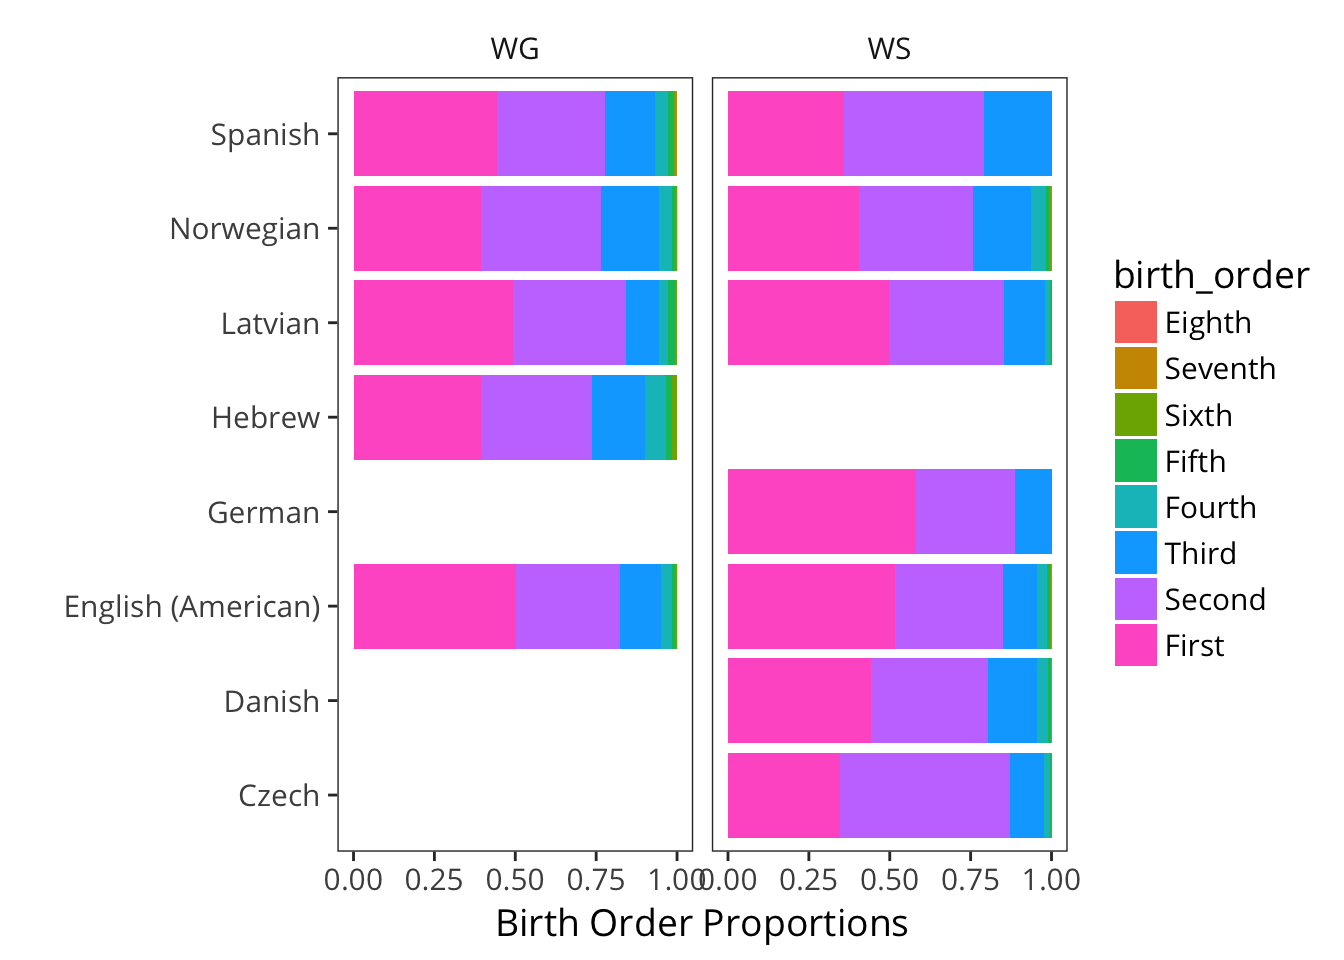 WG WS
Spanish
Norwegian
Latvian
Hebrew
German
English (American)
Danish
Czech
0.00 0.25 0.50 0.75 1.00 0.00 0.25 0.50 0.75 1.00
Birth Order Proportions
birth_order
Eighth
Seventh
Sixth
Fifth
Fourth
Third
Second
First